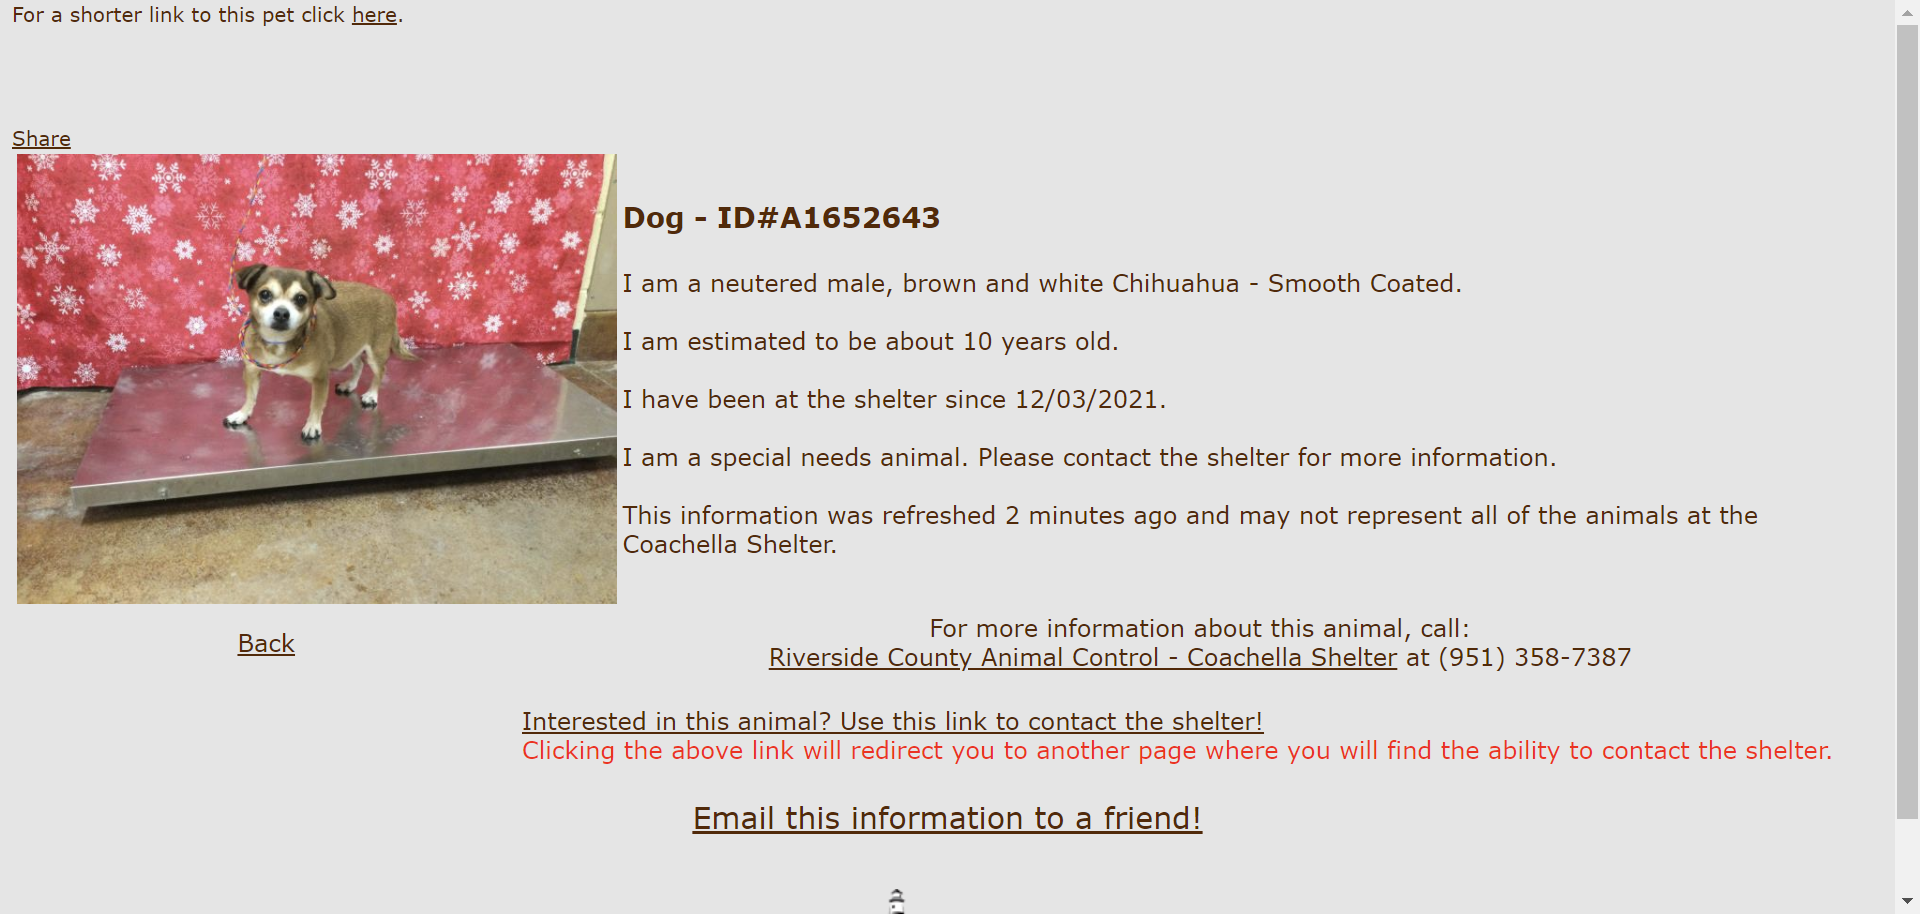 For a shorter link to this pet click here.
Share
Dog - ID#A1652643
I am a neutered male, brown and white Chihuahua - Smooth Coated.
I am estimated to be about 10 years old.
I have been at the shelter since 12/03/2021.
I am a special needs animal. Please contact the shelter for more information.
This information was refreshed 2 minutes ago and may not represent all of the animals at the
Coachella Shelter.
Back
For more information about this animal, call:
Riverside County Animal Control - Coachella Shelter at (951) 358-7387
Interested in this animal? Use this link to contact the shelter!
Clicking the above link will redirect you to another page where you will find the ability to contact the shelter.
Email this information to a friend!